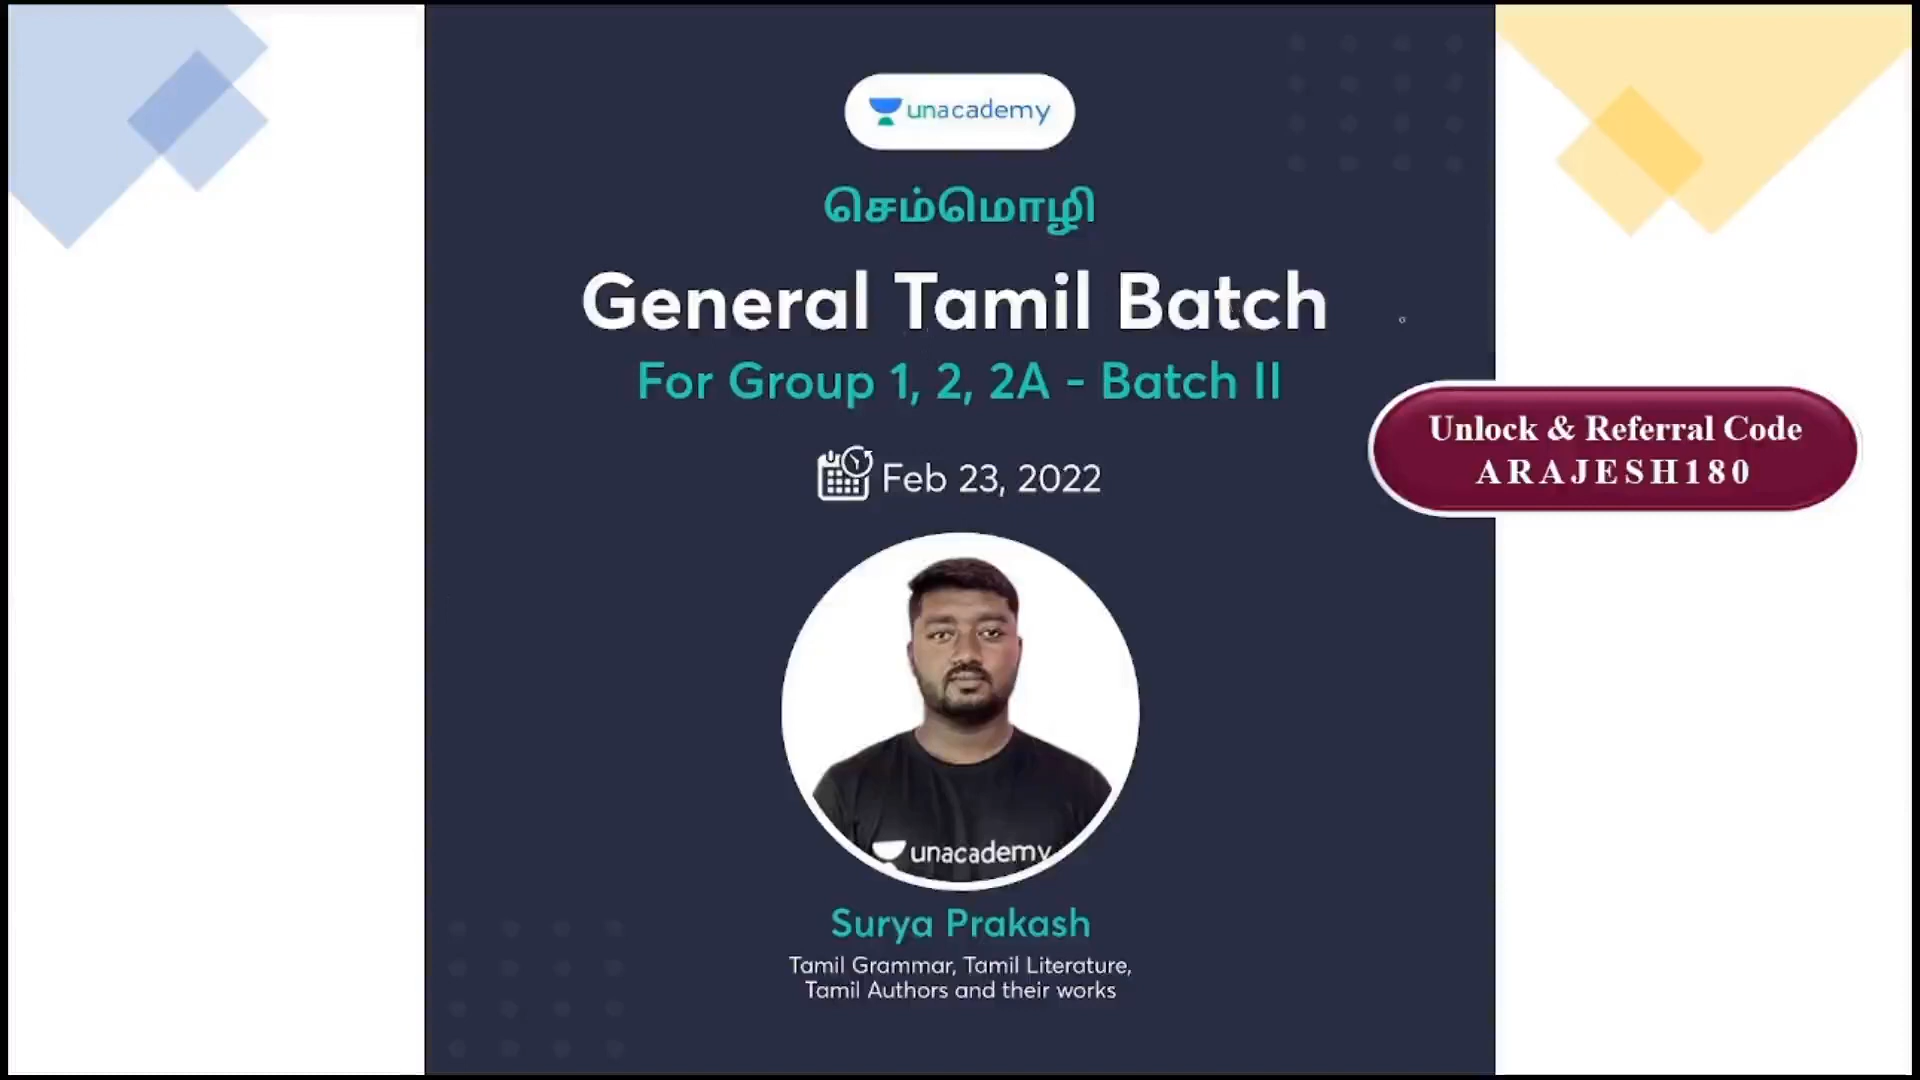 unacademy
செம்மொழி
General Tamil Batch
For Group 1, 2, 2A - Batch II
Feb 23, 2022
Unlock & Referral Code
ARAJESH180
unacademy
Surya Prakash
Tamil Grammar, Tamil Literature,
Tamil Authors and their works